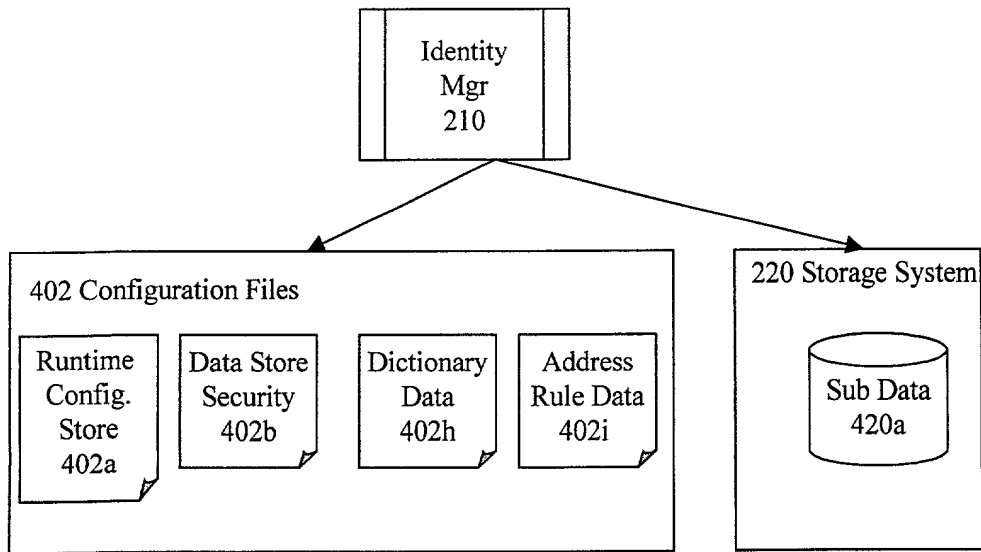 Identity
Mgr
210
402 Configuration Files
220 Storage System
Runtime
Config.
Store
402a
Data Store
Security
402b
Dictionary
Data
402h
Address
Rule Data
402i
Sub Data
420a